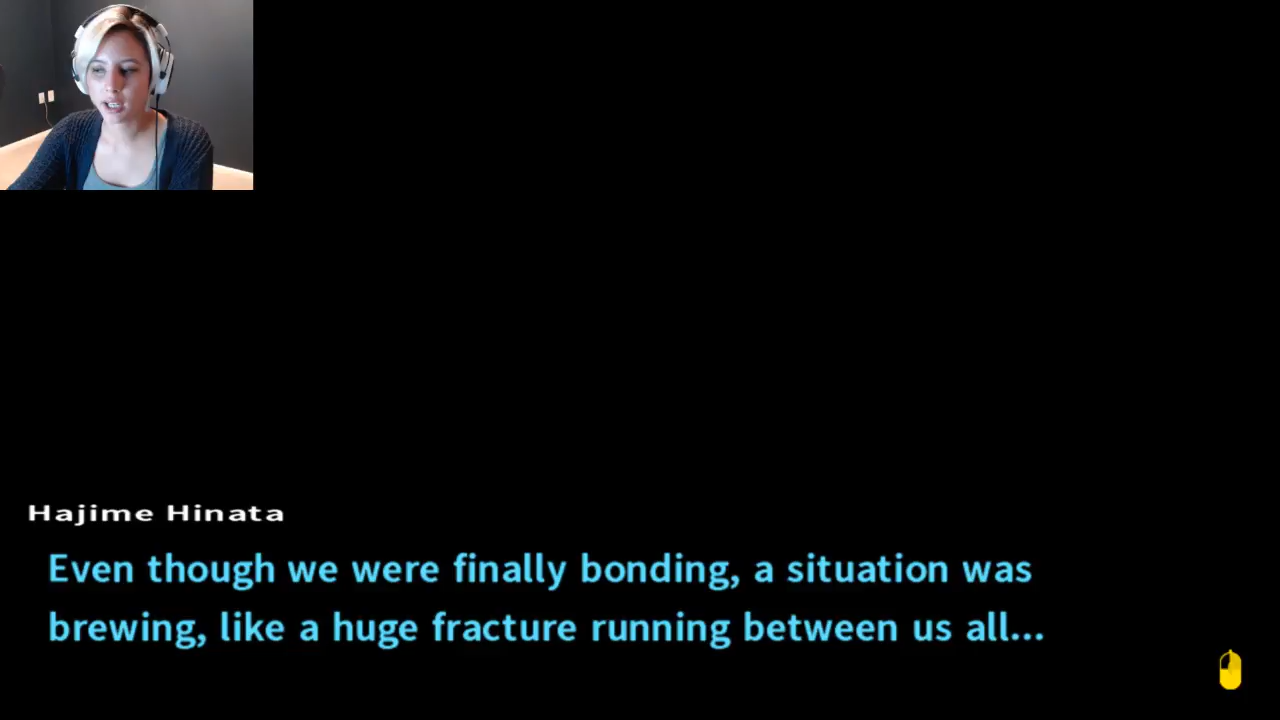 Hajime Hinata
Even though we were finally bonding, a situation was
brewing, like a huge fracture running between us all...